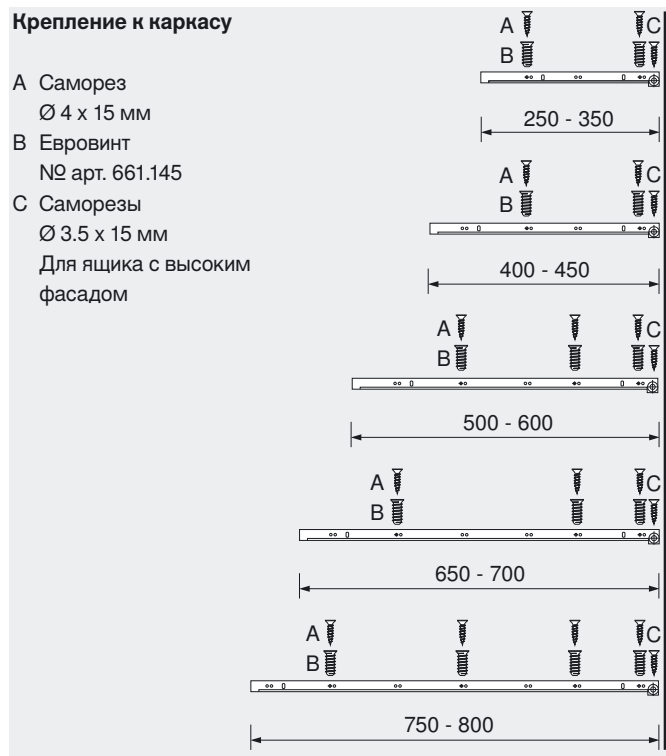 Крепление к каркасу
A Саморез
Ø 4 x 15 мм
B Евровинт
№ арт. 661.145
C Саморезы
Ø 3.5 x 15 мм
Для ящика с высоким
фасадом
A C
B
250 - 350
A C
B
400 - 450
A C
B
500 - 600
A C
B
650 - 700
A C
B
750 - 800